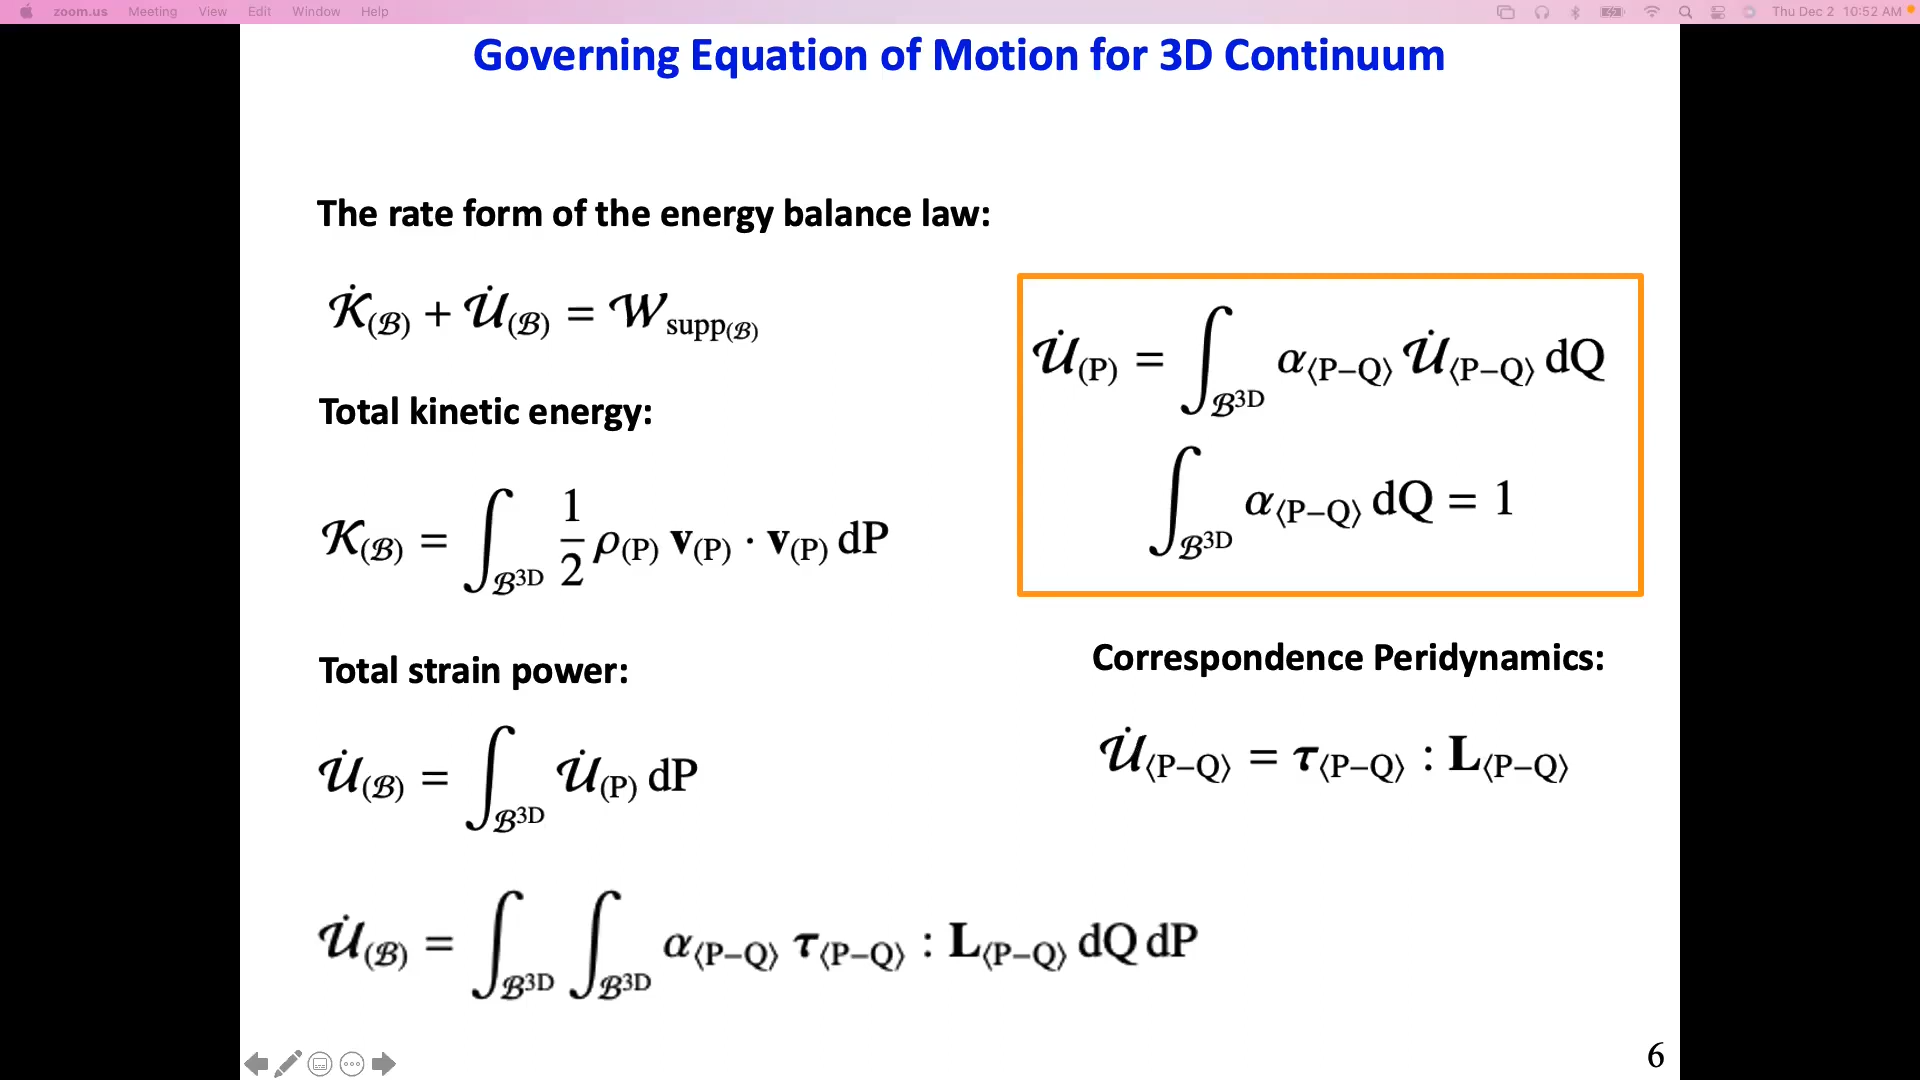 zoom.us Meeting View Edit Window Help Thu Dec 2 10:52 AM
Governing Equation of Motion for 3D Continuum
The rate form of the energy balance law:
𝒦̇(ℬ) + 𝒰̇(ℬ) = 𝒲supp(ℬ)
Total kinetic energy:
𝒦(ℬ) = ∫ℬ3D 1/2 ρ(P) v(P) · v(P) dP
Total strain power:
𝒰̇(ℬ) = ∫ℬ3D 𝒰̇(P) dP
𝒰̇(ℬ) = ∫ℬ3D ∫ℬ3D α⟨P−Q⟩ τ⟨P−Q⟩ : L⟨P−Q⟩ dQ dP
𝒰̇(P) = ∫ℬ3D α⟨P−Q⟩ 𝒰̇⟨P−Q⟩ dQ
∫ℬ3D α⟨P−Q⟩ dQ = 1
Correspondence Peridynamics:
𝒰̇⟨P−Q⟩ = τ⟨P−Q⟩ : L⟨P−Q⟩
6